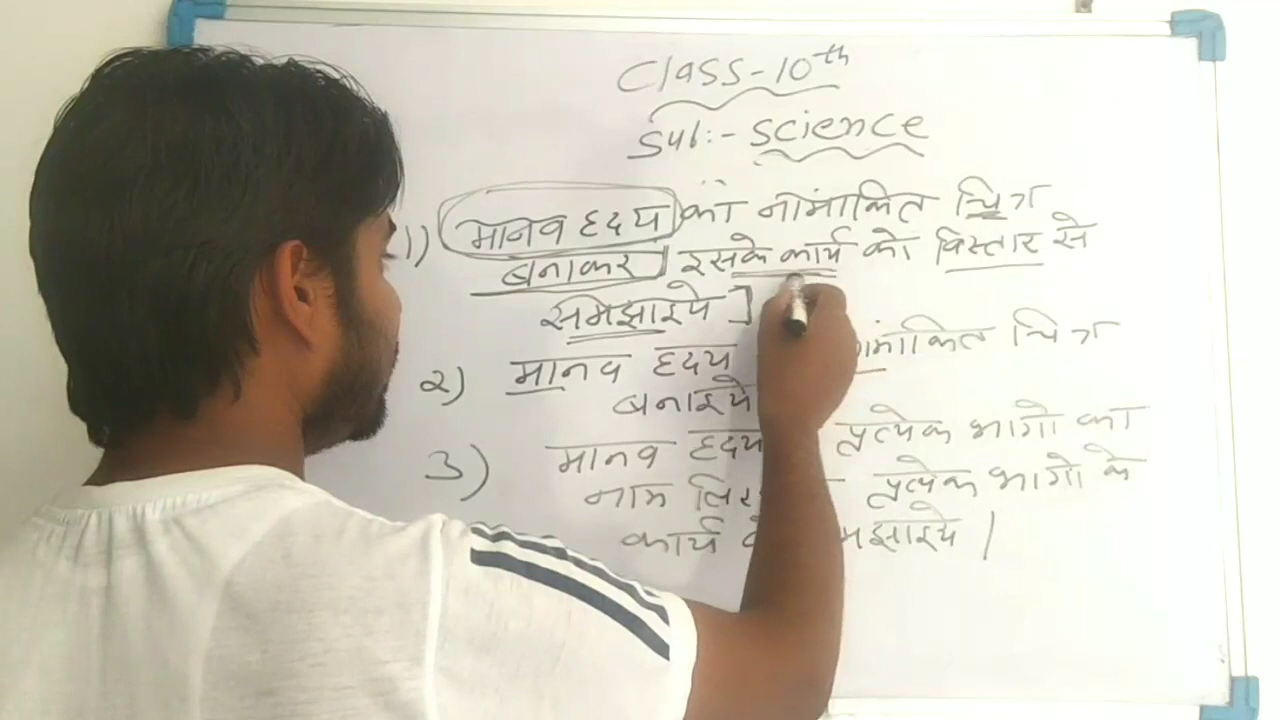 Class-10th
Sub:- Science
1) मानव हृदय का नामांकित चित्र
बनाकर इसके कार्य को विस्तार से
समझाइये ]
2) मानव हृदय नामांकित चित्र
बनाइये
3) मानव हृदय प्रत्येक भागो का
नाम प्रत्येक भागो के
कार्य समझाइये |